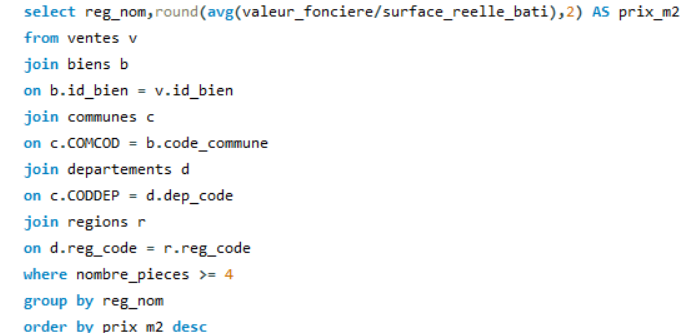 select reg_nom,round(avg(valeur_fonciere/surface_reelle_bati),2) AS prix_m2
from ventes v
join biens b
on b.id_bien = v.id_bien
join communes c
on c.COMCOD = b.code_commune
join departements d
on c.CODDEP = d.dep_code
join regions r
on d.reg_code = r.reg_code
where nombre_pieces >= 4
group by reg_nom
order by prix_m2 desc